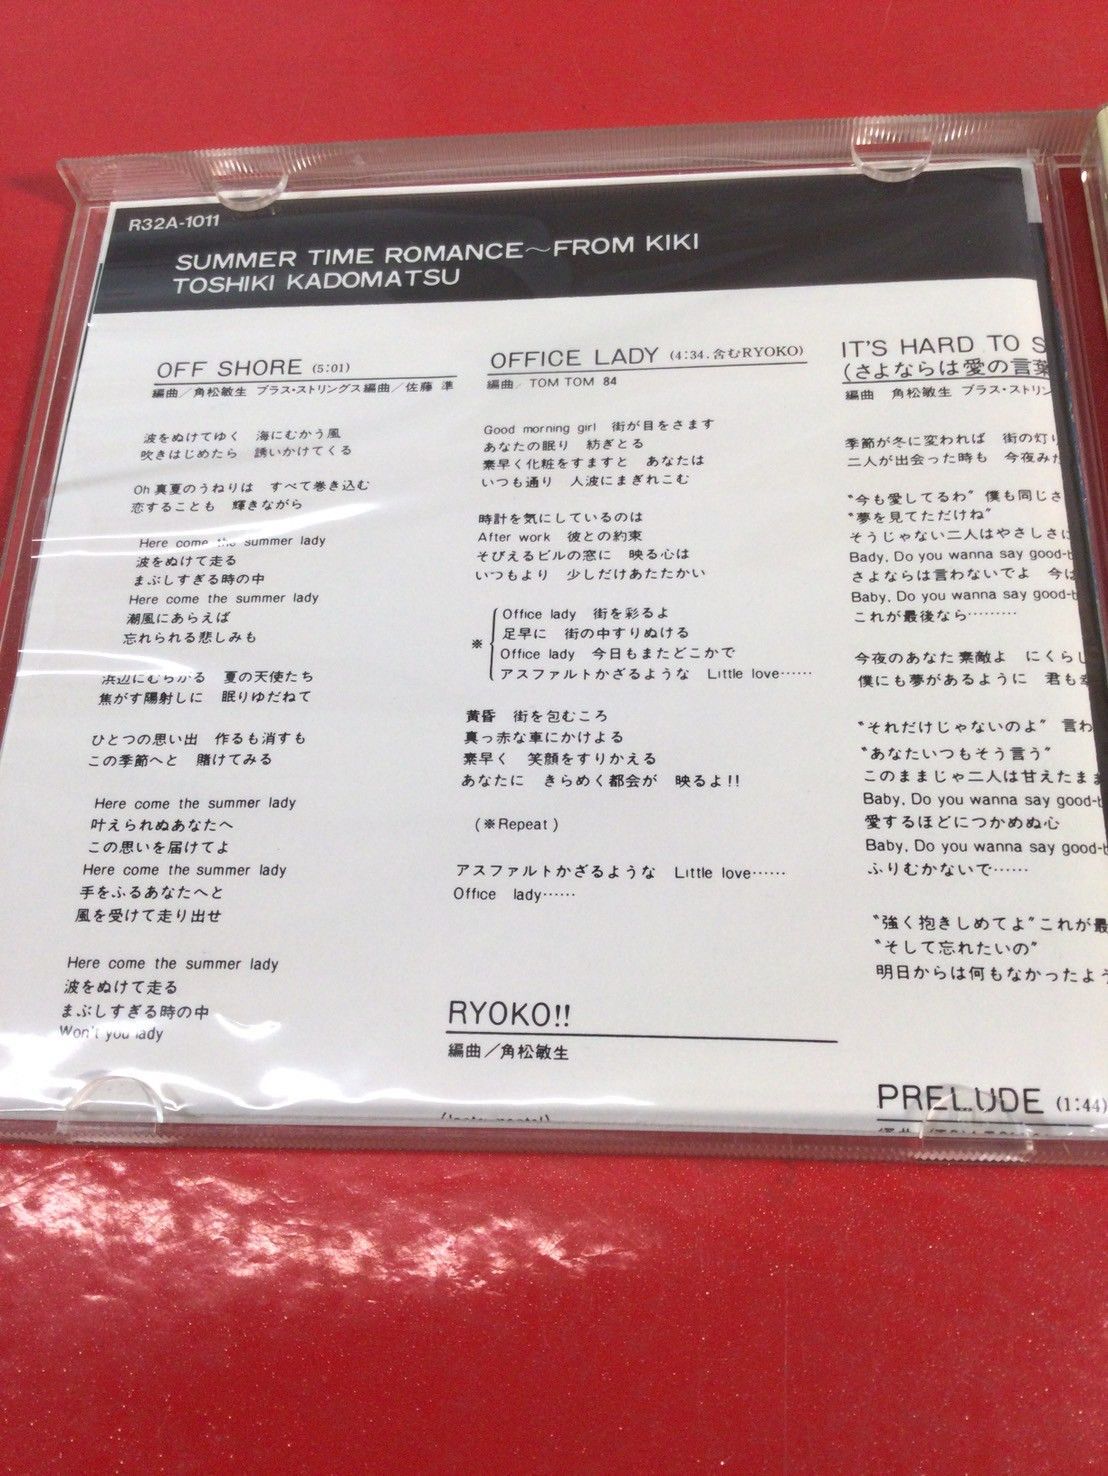 R32A-1011
SUMMER TIME ROMANCE～FROM KIKI
TOSHIKI KADOMATSU
OFF SHORE (5:01)
編曲／角松敏生 ブラス・ストリングス編曲／佐藤 準
波をぬけてゆく 海にむかう風
吹きはじめたら 誘いかけてくる
Oh 真夏のうねりは すべて巻き込む
恋することも 輝きながら
Here come the summer lady
波をぬけて走る
まぶしすぎる時の中
Here come the summer lady
潮風にあらえば
忘れられる悲しみも
浜辺にむらがる 夏の天使たち
焦がす陽射しに 眠りゆだねて
ひとつの思い出 作るも消すも
この季節へと 賭けてみる
Here come the summer lady
叶えられぬあなたへ
この思いを届けてよ
Here come the summer lady
手をふるあなたへと
風を受けて走り出せ
Here come the summer lady
波をぬけて走る
まぶしすぎる時の中
Won't you lady
OFFICE LADY (4:34.含むRYOKO)
編曲／TOM TOM 84
Good morning girl 街が目をさます
あなたの眠り 紡ぎとる
素早く化粧をすますと あなたは
いつも通り 人波にまぎれこむ
時計を気にしているのは
After work 彼との約束
そびえるビルの窓に 映る心は
いつもより 少しだけあたたかい
Office lady 街を彩るよ
※ 足早に 街の中すりぬける
Office lady 今日もまたどこかで
アスファルトかざるような Little love……
黄昏 街を包むころ
真っ赤な車にかけよる
素早く 笑顔をすりかえる
あなたに きらめく都会が 映るよ!!
(※Repeat)
アスファルトかざるような Little love……
Office lady……
RYOKO!!
編曲／角松敏生
IT'S HARD TO S
(さよならは愛の言葉
編曲 角松敏生 ブラス・ストリン
季節が冬に変われば 街の灯り
二人が出会った時も 今夜みた
“今も愛してるわ” 僕も同じさ
“夢を見てただけね”
そうじゃない二人はやさしさに
Bady, Do you wanna say good-b
さよならは言わないでよ 今は
Baby, Do you wanna say good-b
これが最後なら………
今夜のあなた 素敵よ にくらし
僕にも夢があるように 君も幸
“それだけじゃないのよ” 言わ
“あなたいつもそう言う”
このままじゃ二人は甘えたまま
Baby, Do you wanna say good-b
愛するほどにつかめぬ心
Baby, Do you wanna say good-b
ふりむかないで……
“強く抱きしめてよ”これが最
“そして忘れたいの”
明日からは何もなかったよう
PRELUDE (1:44)